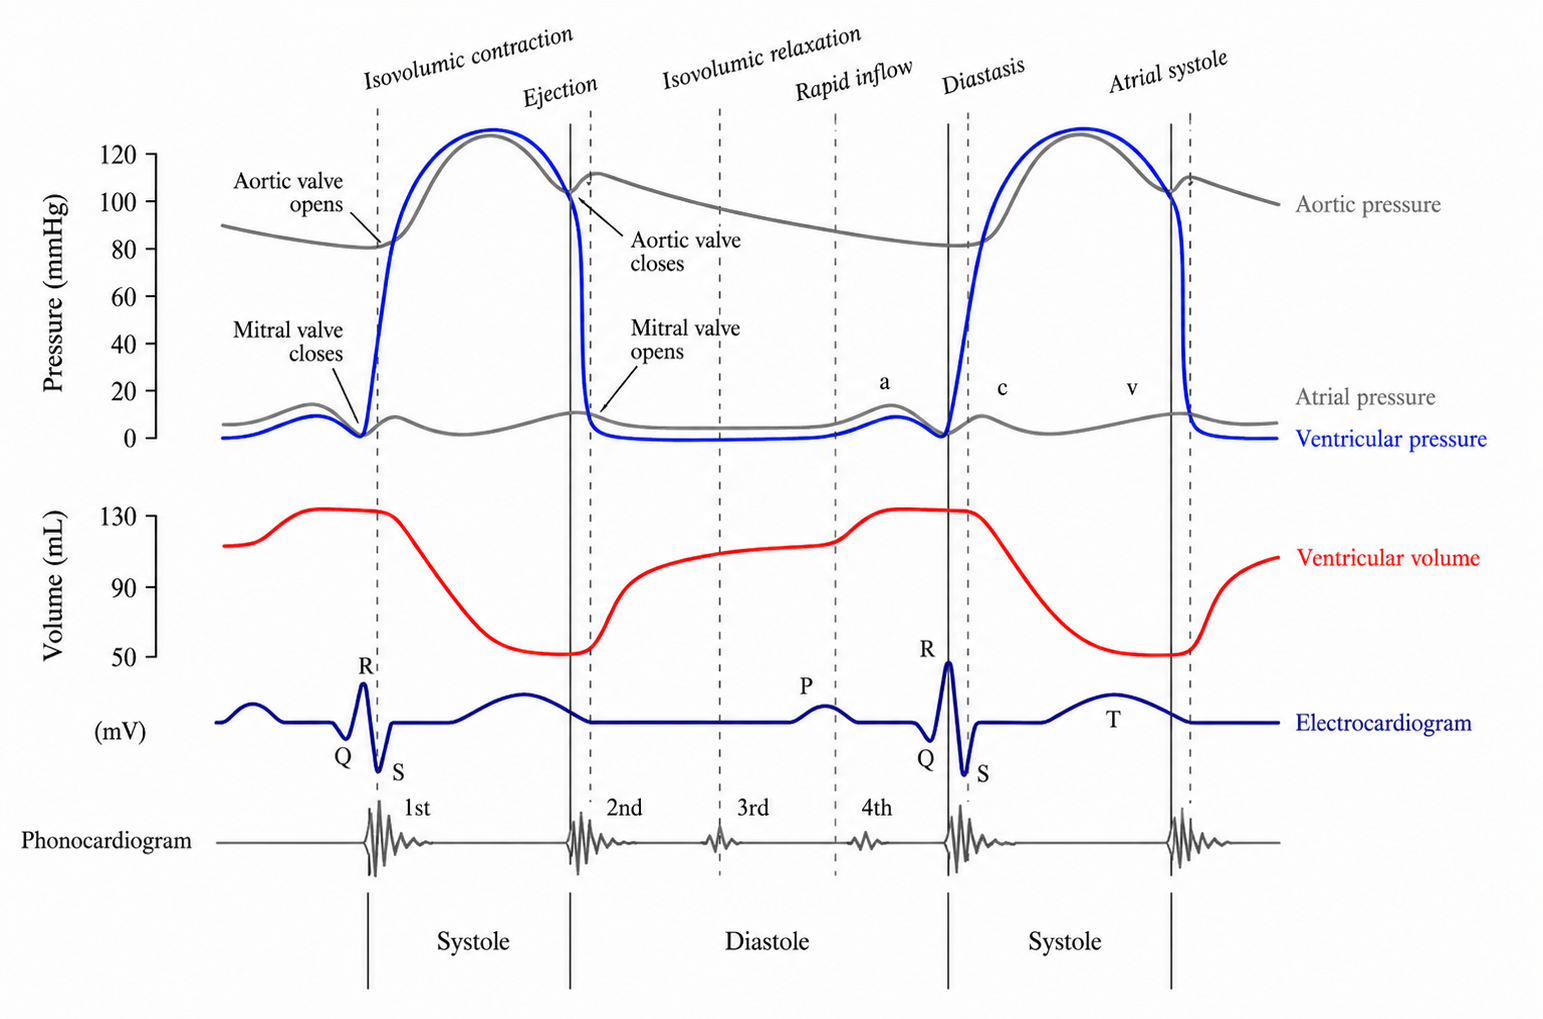 Isovolumic contraction
Ejection
Isovolumic relaxation
Rapid inflow
Diastasis
Atrial systole
Pressure (mmHg)
120
100
80
60
40
20
0
Aortic valve
opens
Aortic valve
closes
Mitral valve
closes
Mitral valve
opens
a
c
v
Aortic pressure
Atrial pressure
Ventricular pressure
Volume (mL)
130
90
50
Ventricular volume
(mV)
R
Q
S
P
R
Q
S
T
Electrocardiogram
Phonocardiogram
1st
2nd
3rd
4th
Systole
Diastole
Systole